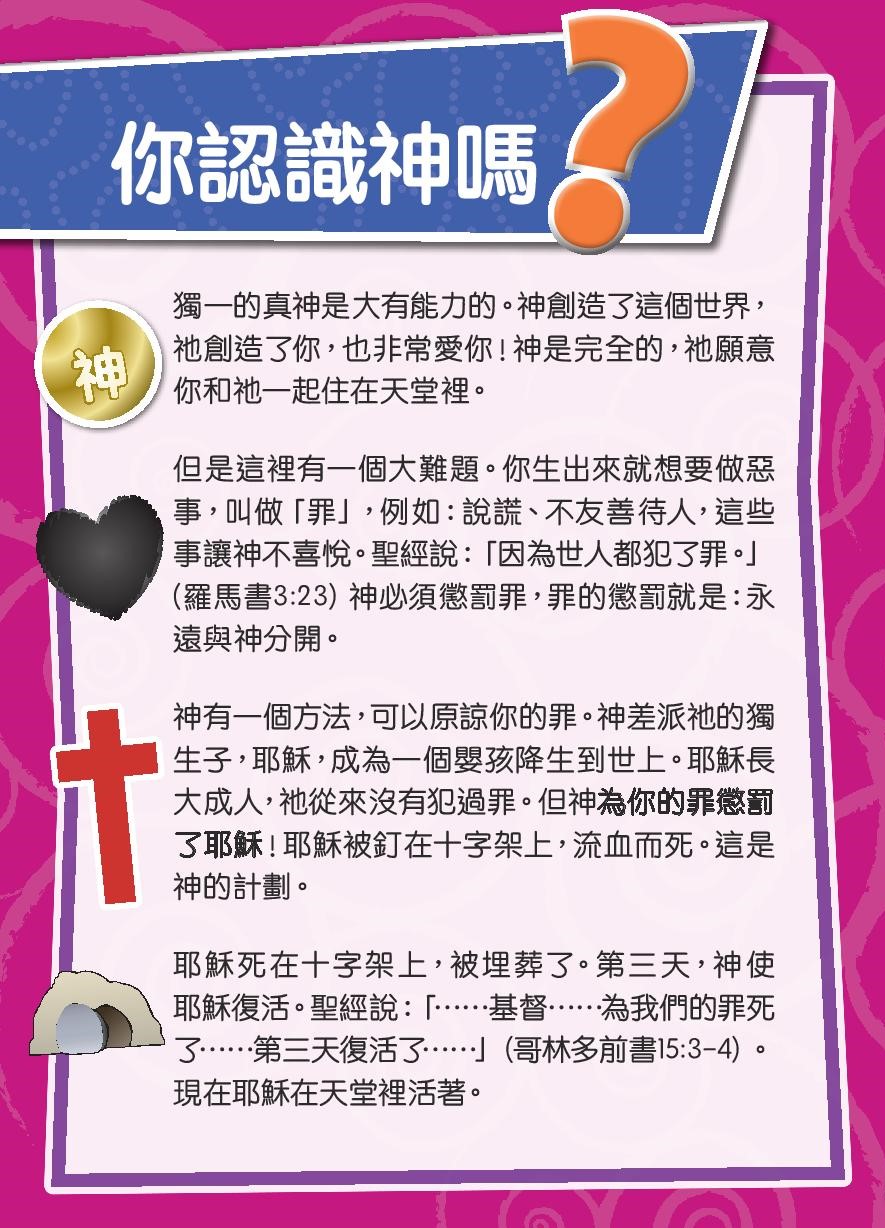 你認識神嗎?
獨一的真神是大有能力的。神創造了這個世界，
祂創造了你，也非常愛你！神是完全的，祂願意
你和祂一起住在天堂裡。
神
但是這裡有一個大難題。你生出來就想要做惡
事，叫做「罪」，例如：說謊、不友善待人，這些
事讓神不喜悅。聖經說：「因為世人都犯了罪。」
(羅馬書3:23) 神必須懲罰罪，罪的懲罰就是：永
遠與神分開。
神有一個方法，可以原諒你的罪。神差派祂的獨
生子，耶穌，成為一個嬰孩降生到世上。耶穌長
大成人，祂從來沒有犯過罪。但神為你的罪懲罰
了耶穌！耶穌被釘在十字架上，流血而死。這是
神的計劃。
耶穌死在十字架上，被埋葬了。第三天，神使
耶穌復活。聖經說：「……基督……為我們的罪死
了……第三天復活了……」(哥林多前書15:3-4)。
現在耶穌在天堂裡活著。